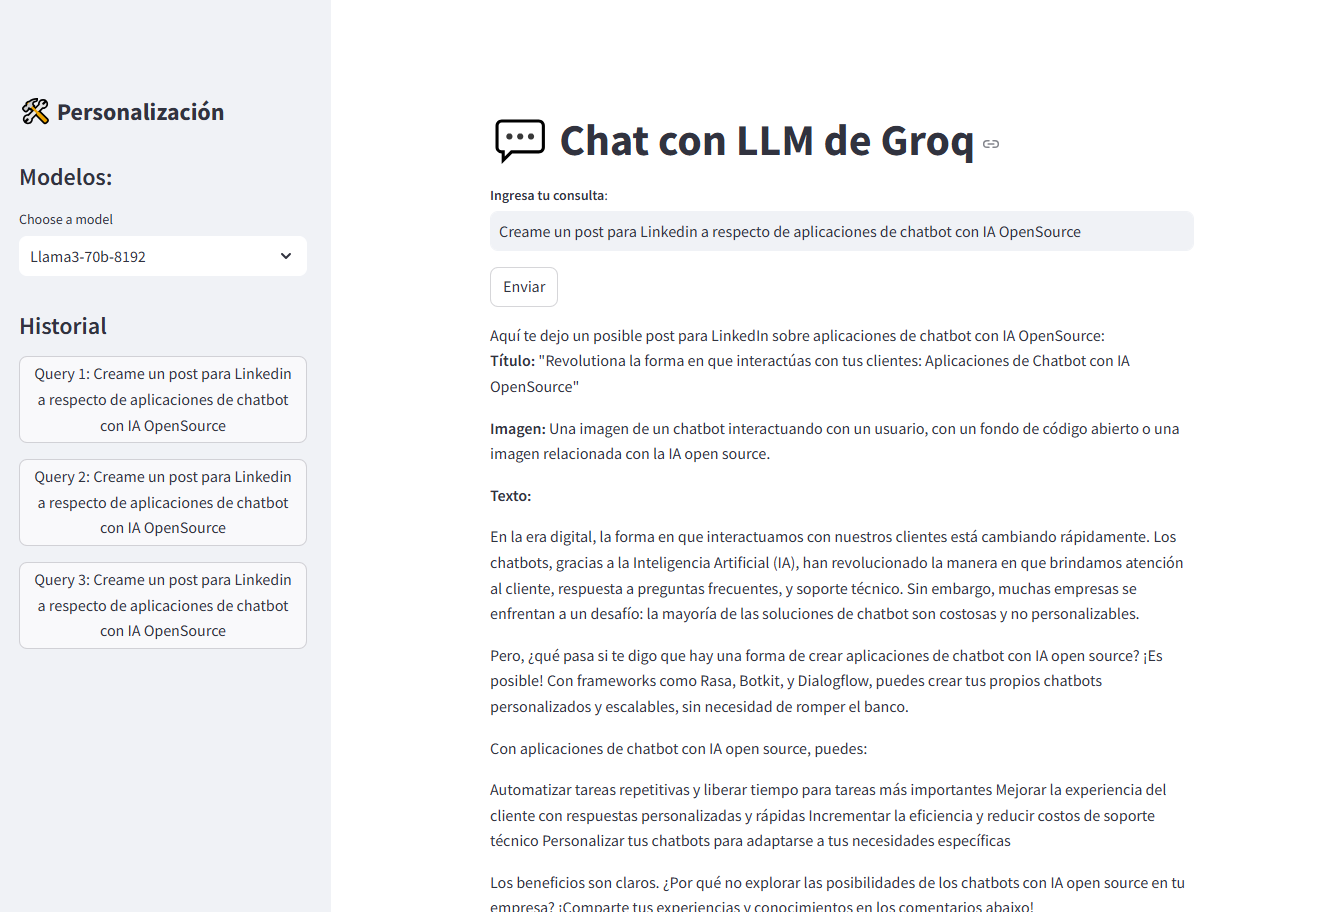 Personalización
Modelos:
Choose a model
Llama3-70b-8192
Historial
Query 1: Creame un post para Linkedin
a respecto de aplicaciones de chatbot
con IA OpenSource
Query 2: Creame un post para Linkedin
a respecto de aplicaciones de chatbot
con IA OpenSource
Query 3: Creame un post para Linkedin
a respecto de aplicaciones de chatbot
con IA OpenSource
Chat con LLM de Groq
Ingresa tu consulta:
Creame un post para Linkedin a respecto de aplicaciones de chatbot con IA OpenSource
Enviar
Aquí te dejo un posible post para LinkedIn sobre aplicaciones de chatbot con IA OpenSource:
Título: "Revolutiona la forma en que interactúas con tus clientes: Aplicaciones de Chatbot con IA
OpenSource"
Imagen: Una imagen de un chatbot interactuando con un usuario, con un fondo de código abierto o una
imagen relacionada con la IA open source.
Texto:
En la era digital, la forma en que interactuamos con nuestros clientes está cambiando rápidamente. Los
chatbots, gracias a la Inteligencia Artificial (IA), han revolucionado la manera en que brindamos atención
al cliente, respuesta a preguntas frecuentes, y soporte técnico. Sin embargo, muchas empresas se
enfrentan a un desafío: la mayoría de las soluciones de chatbot son costosas y no personalizables.
Pero, ¿qué pasa si te digo que hay una forma de crear aplicaciones de chatbot con IA open source? ¡Es
posible! Con frameworks como Rasa, Botkit, y Dialogflow, puedes crear tus propios chatbots
personalizados y escalables, sin necesidad de romper el banco.
Con aplicaciones de chatbot con IA open source, puedes:
Automatizar tareas repetitivas y liberar tiempo para tareas más importantes Mejorar la experiencia del
cliente con respuestas personalizadas y rápidas Incrementar la eficiencia y reducir costos de soporte
técnico Personalizar tus chatbots para adaptarse a tus necesidades específicas
Los beneficios son claros. ¿Por qué no explorar las posibilidades de los chatbots con IA open source en tu
empresa? ¡Comparte tus experiencias y conocimientos en los comentarios abajo!